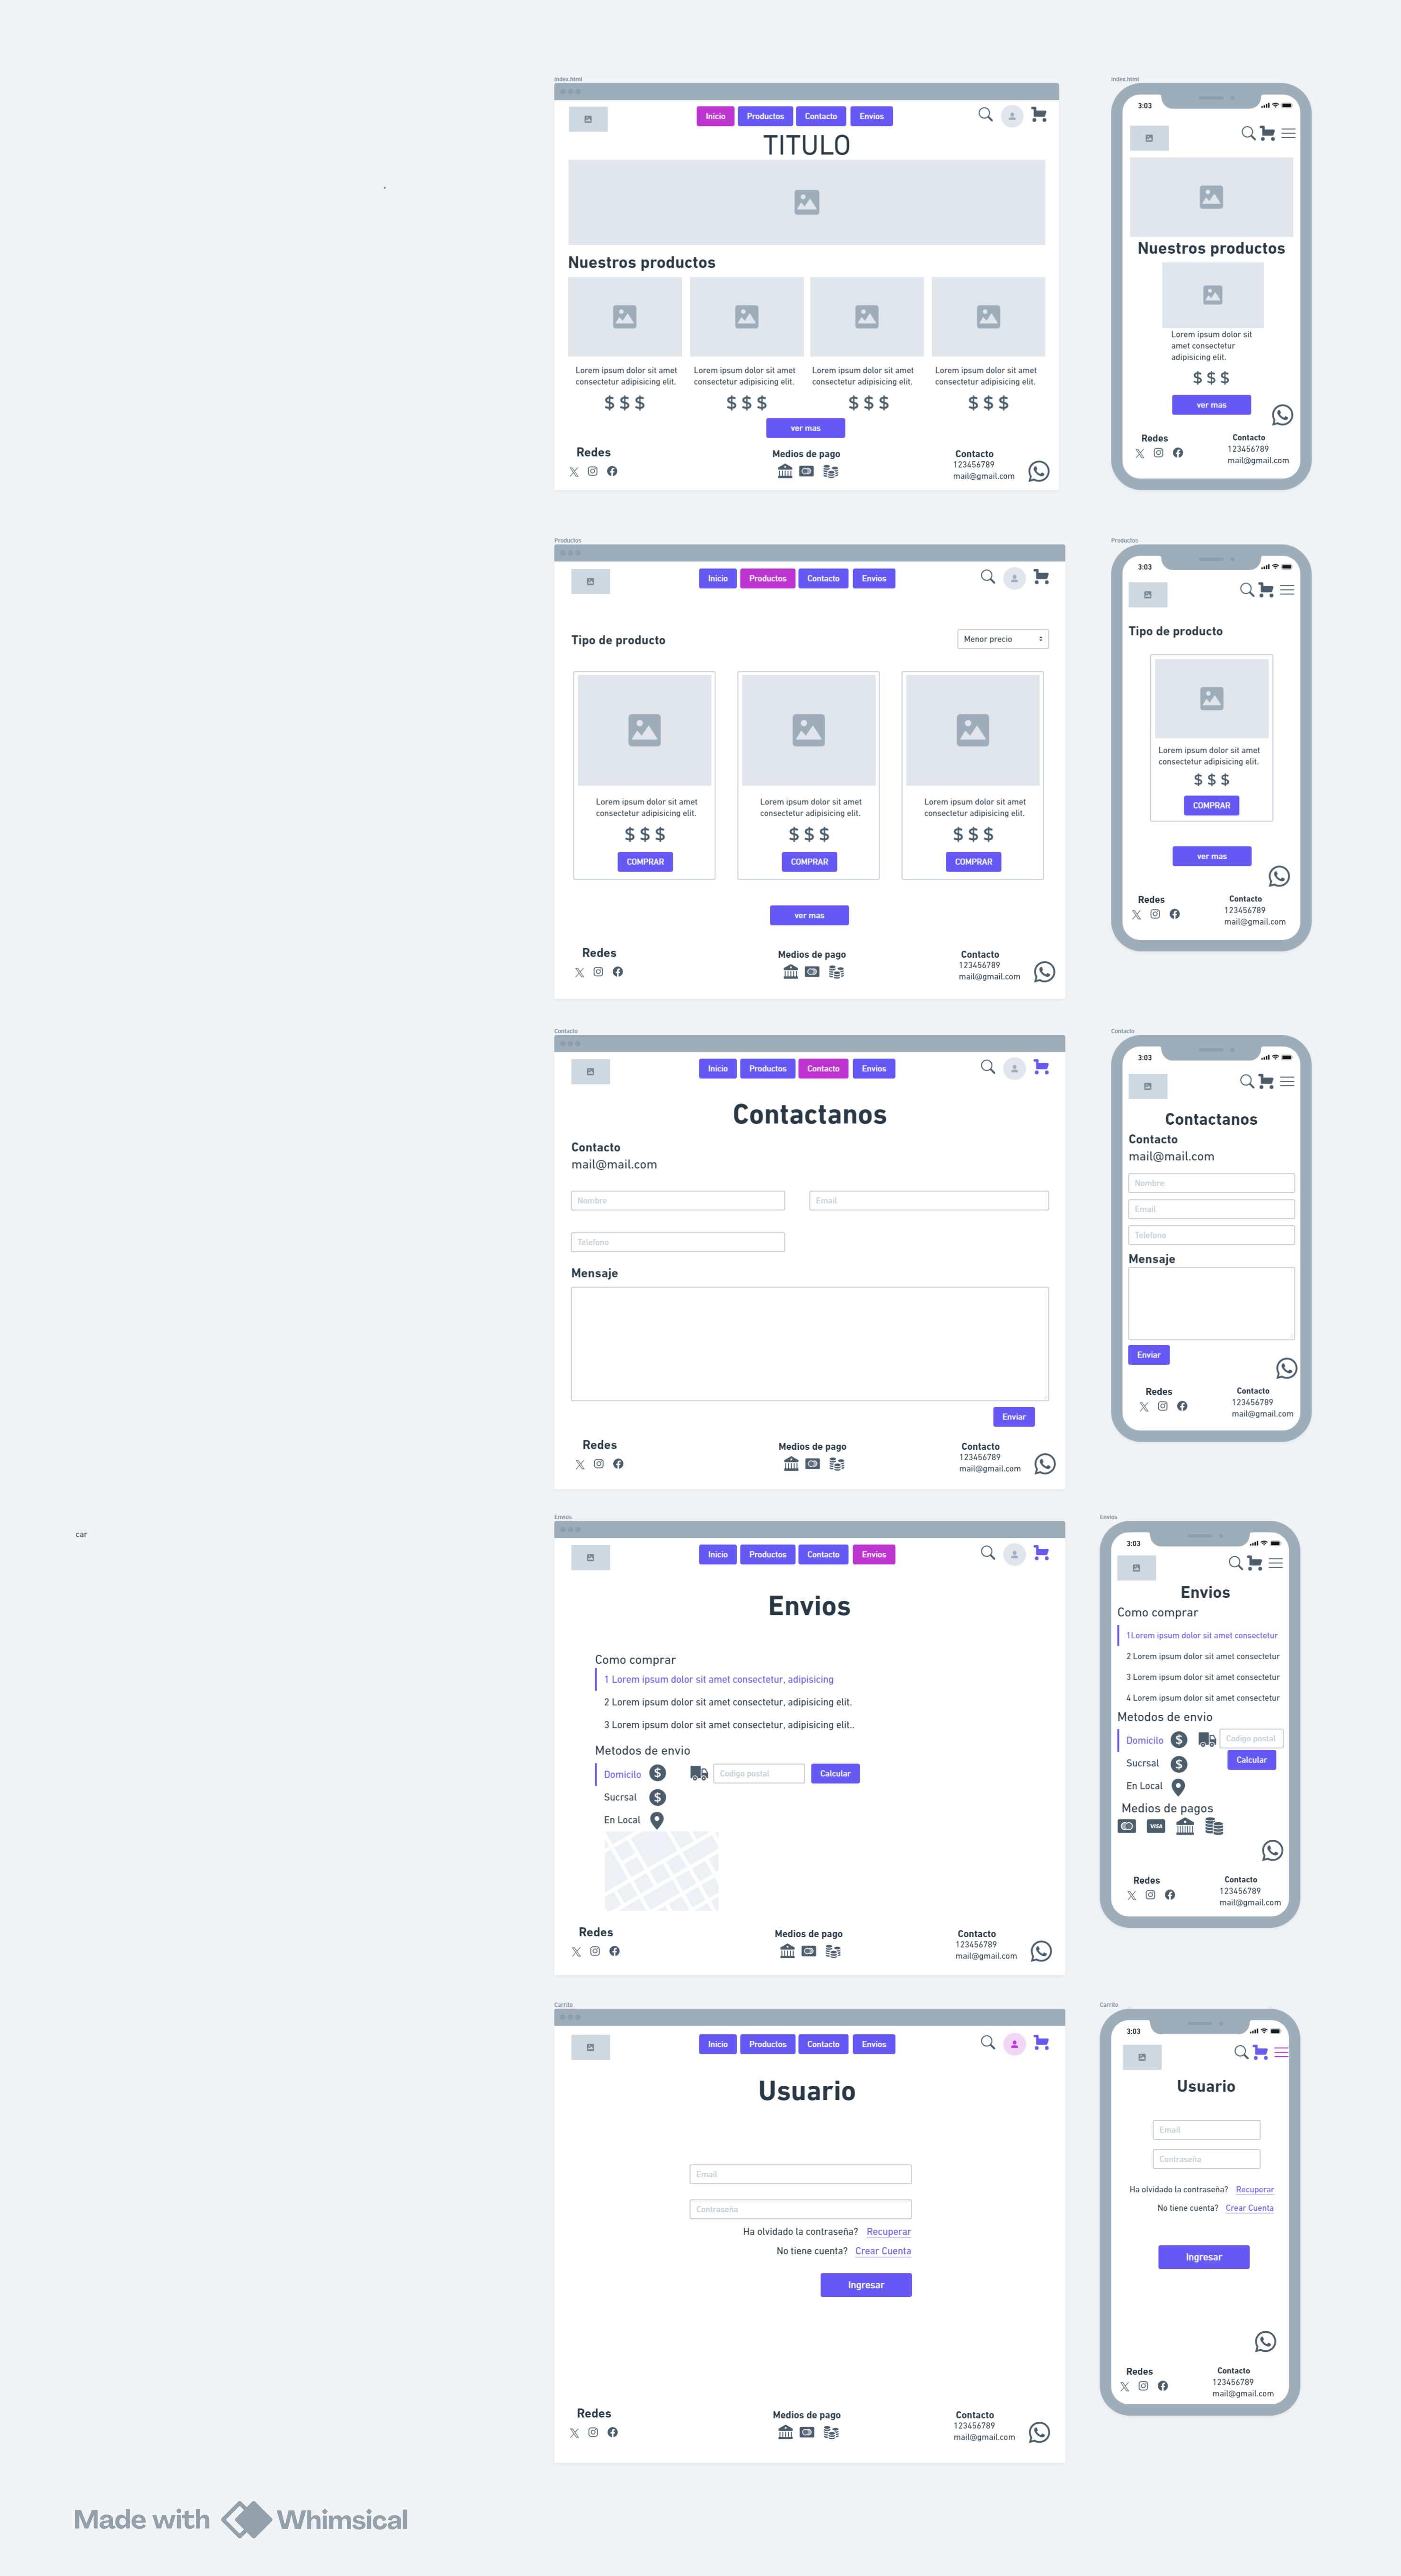 index.html
Inicio Productos Contacto Envios
TITULO
Nuestros productos
Lorem ipsum dolor sit amet
consectetur adipisicing elit.
$ $ $
Lorem ipsum dolor sit amet
consectetur adipisicing elit.
$ $ $
Lorem ipsum dolor sit amet
consectetur adipisicing elit.
$ $ $
Lorem ipsum dolor sit amet
consectetur adipisicing elit.
$ $ $
ver mas
Redes
Medios de pago
Contacto
123456789
mail@gmail.com
index.html
3:03
Nuestros productos
Lorem ipsum dolor sit
amet consectetur
adipisicing elit.
$ $ $
ver mas
Redes
Contacto
123456789
mail@gmail.com
Productos
Inicio Productos Contacto Envios
Tipo de producto
Menor precio
Lorem ipsum dolor sit amet
consectetur adipisicing elit.
$ $ $
COMPRAR
Lorem ipsum dolor sit amet
consectetur adipisicing elit.
$ $ $
COMPRAR
Lorem ipsum dolor sit amet
consectetur adipisicing elit.
$ $ $
COMPRAR
ver mas
Redes
Medios de pago
Contacto
123456789
mail@gmail.com
Productos
3:03
Tipo de producto
Lorem ipsum dolor sit amet
consectetur adipisicing elit.
$ $ $
COMPRAR
ver mas
Redes
Contacto
123456789
mail@gmail.com
Contacto
Inicio Productos Contacto Envios
Contactanos
Contacto
mail@mail.com
Nombre
Email
Telefono
Mensaje
Enviar
Redes
Medios de pago
Contacto
123456789
mail@gmail.com
Contacto
3:03
Contactanos
Contacto
mail@mail.com
Nombre
Email
Telefono
Mensaje
Enviar
Redes
Contacto
123456789
mail@gmail.com
car
Envios
Inicio Productos Contacto Envios
Envios
Como comprar
1 Lorem ipsum dolor sit amet consectetur, adipisicing
2 Lorem ipsum dolor sit amet consectetur, adipisicing elit.
3 Lorem ipsum dolor sit amet consectetur, adipisicing elit..
Metodos de envio
Domicilo $ Codigo postal Calcular
Sucrsal $
En Local
Redes
Medios de pago
Contacto
123456789
mail@gmail.com
Envios
3:03
Envios
Como comprar
1Lorem ipsum dolor sit amet consectetur
2 Lorem ipsum dolor sit amet consectetur
3 Lorem ipsum dolor sit amet consectetur
4 Lorem ipsum dolor sit amet consectetur
Metodos de envio
Domicilo $ Codigo postal
Calcular
Sucrsal $
En Local
Medios de pagos
VISA
Redes
Contacto
123456789
mail@gmail.com
Carrito
Inicio Productos Contacto Envios
Usuario
Email
Contraseña
Ha olvidado la contraseña? Recuperar
No tiene cuenta? Crear Cuenta
Ingresar
Redes
Medios de pago
Contacto
123456789
mail@gmail.com
Carrito
3:03
Usuario
Email
Contraseña
Ha olvidado la contraseña? Recuperar
No tiene cuenta? Crear Cuenta
Ingresar
Redes
Contacto
123456789
mail@gmail.com
Made with Whimsical